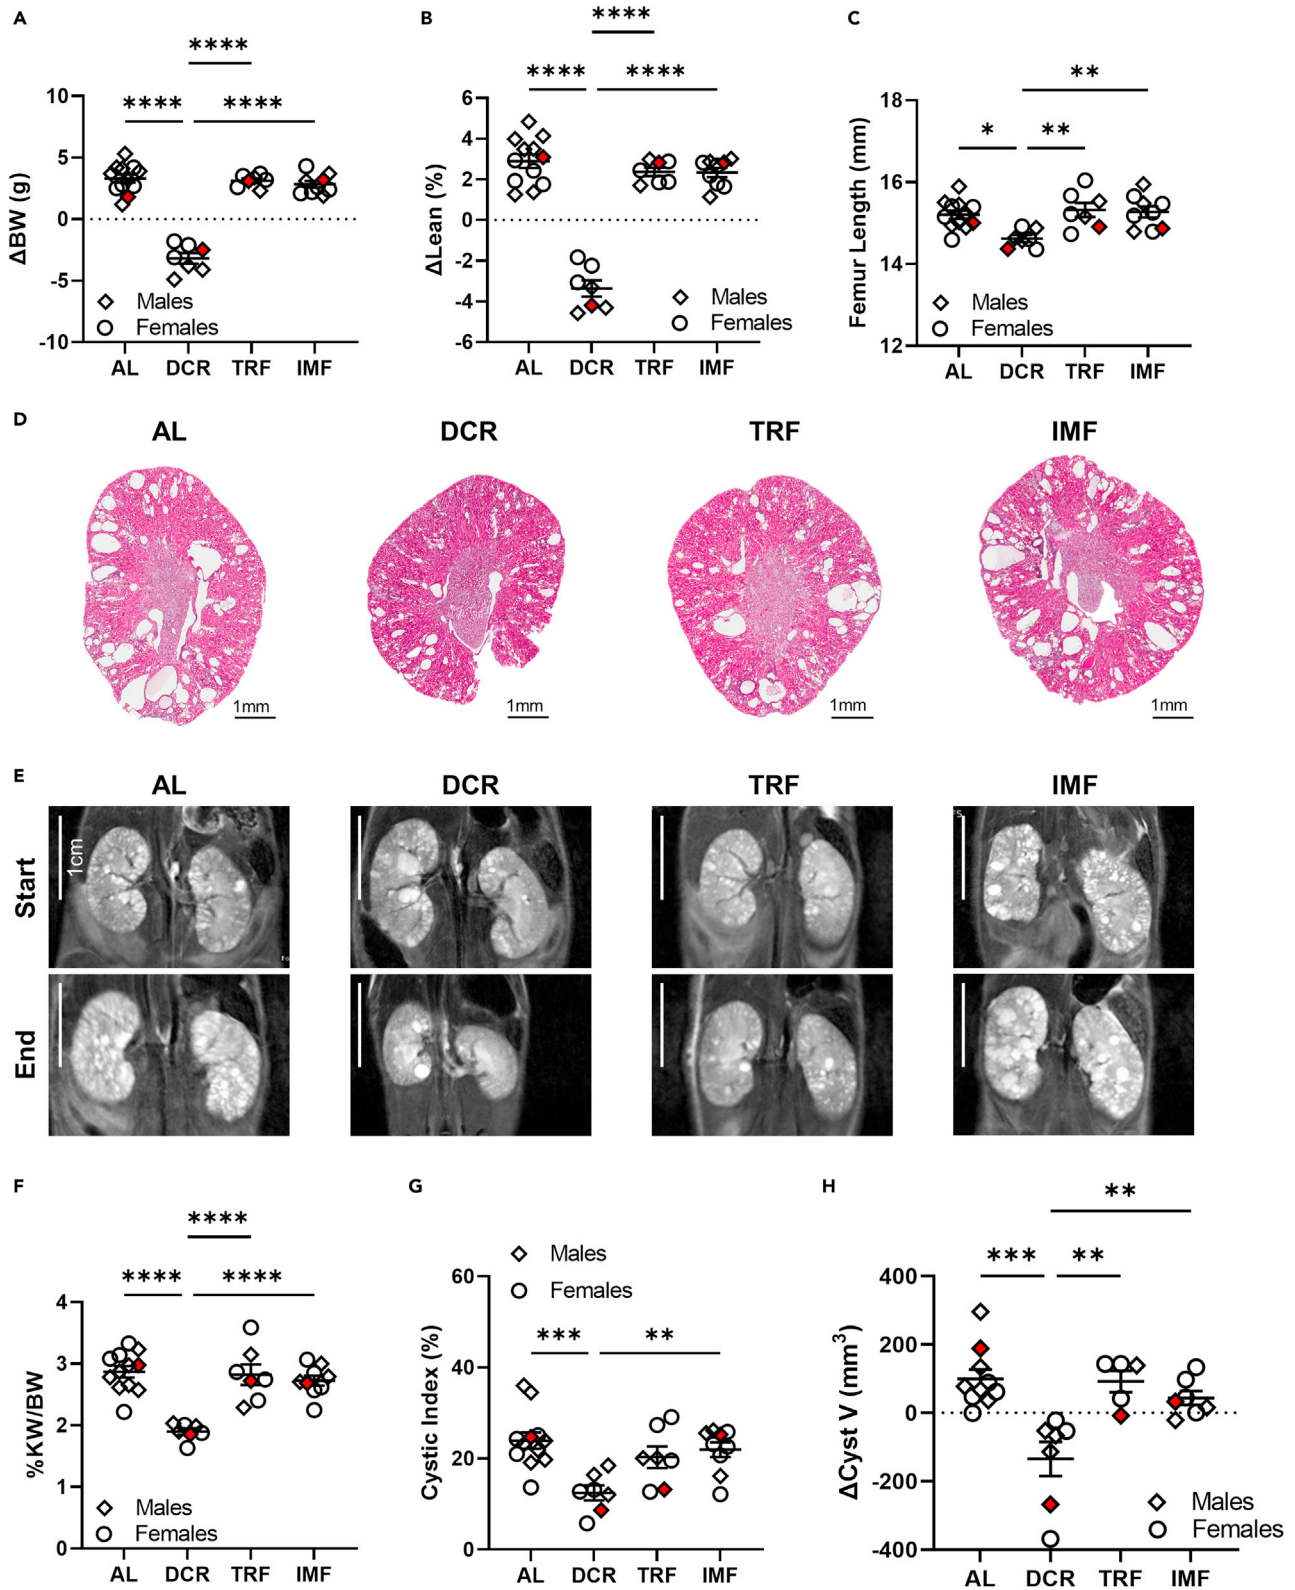 A
B
C
****
****
****
****
****
****
**
*
**
10
5
0
-5
-10
ΔBW (g)
Males
Females
AL DCR TRF IMF
6
4
2
0
-2
-4
-6
ΔLean (%)
Males
Females
AL DCR TRF IMF
18
16
14
12
Femur Length (mm)
Males
Females
AL DCR TRF IMF
D
AL DCR TRF IMF
1mm 1mm 1mm 1mm
E
AL DCR TRF IMF
Start
1cm
End
F
G
H
****
****
****
4
3
2
1
0
%KW/BW
Males
Females
AL DCR TRF IMF
Males
Females
***
**
60
40
20
0
Cystic Index (%)
AL DCR TRF IMF
**
***
**
400
200
0
-200
-400
ΔCyst V (mm³)
Males
Females
AL DCR TRF IMF